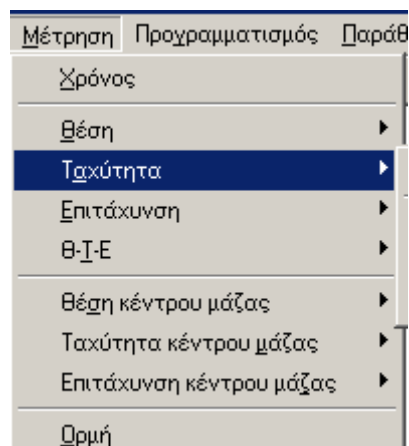 Μέτρηση Προγραμματισμός Παράθ
Χρόνος
Θέση
Ταχύτητα
Επιτάχυνση
Θ-Τ-Ε
Θέση κέντρου μάζας
Ταχύτητα κέντρου μάζας
Επιτάχυνση κέντρου μάζας
Ορμή